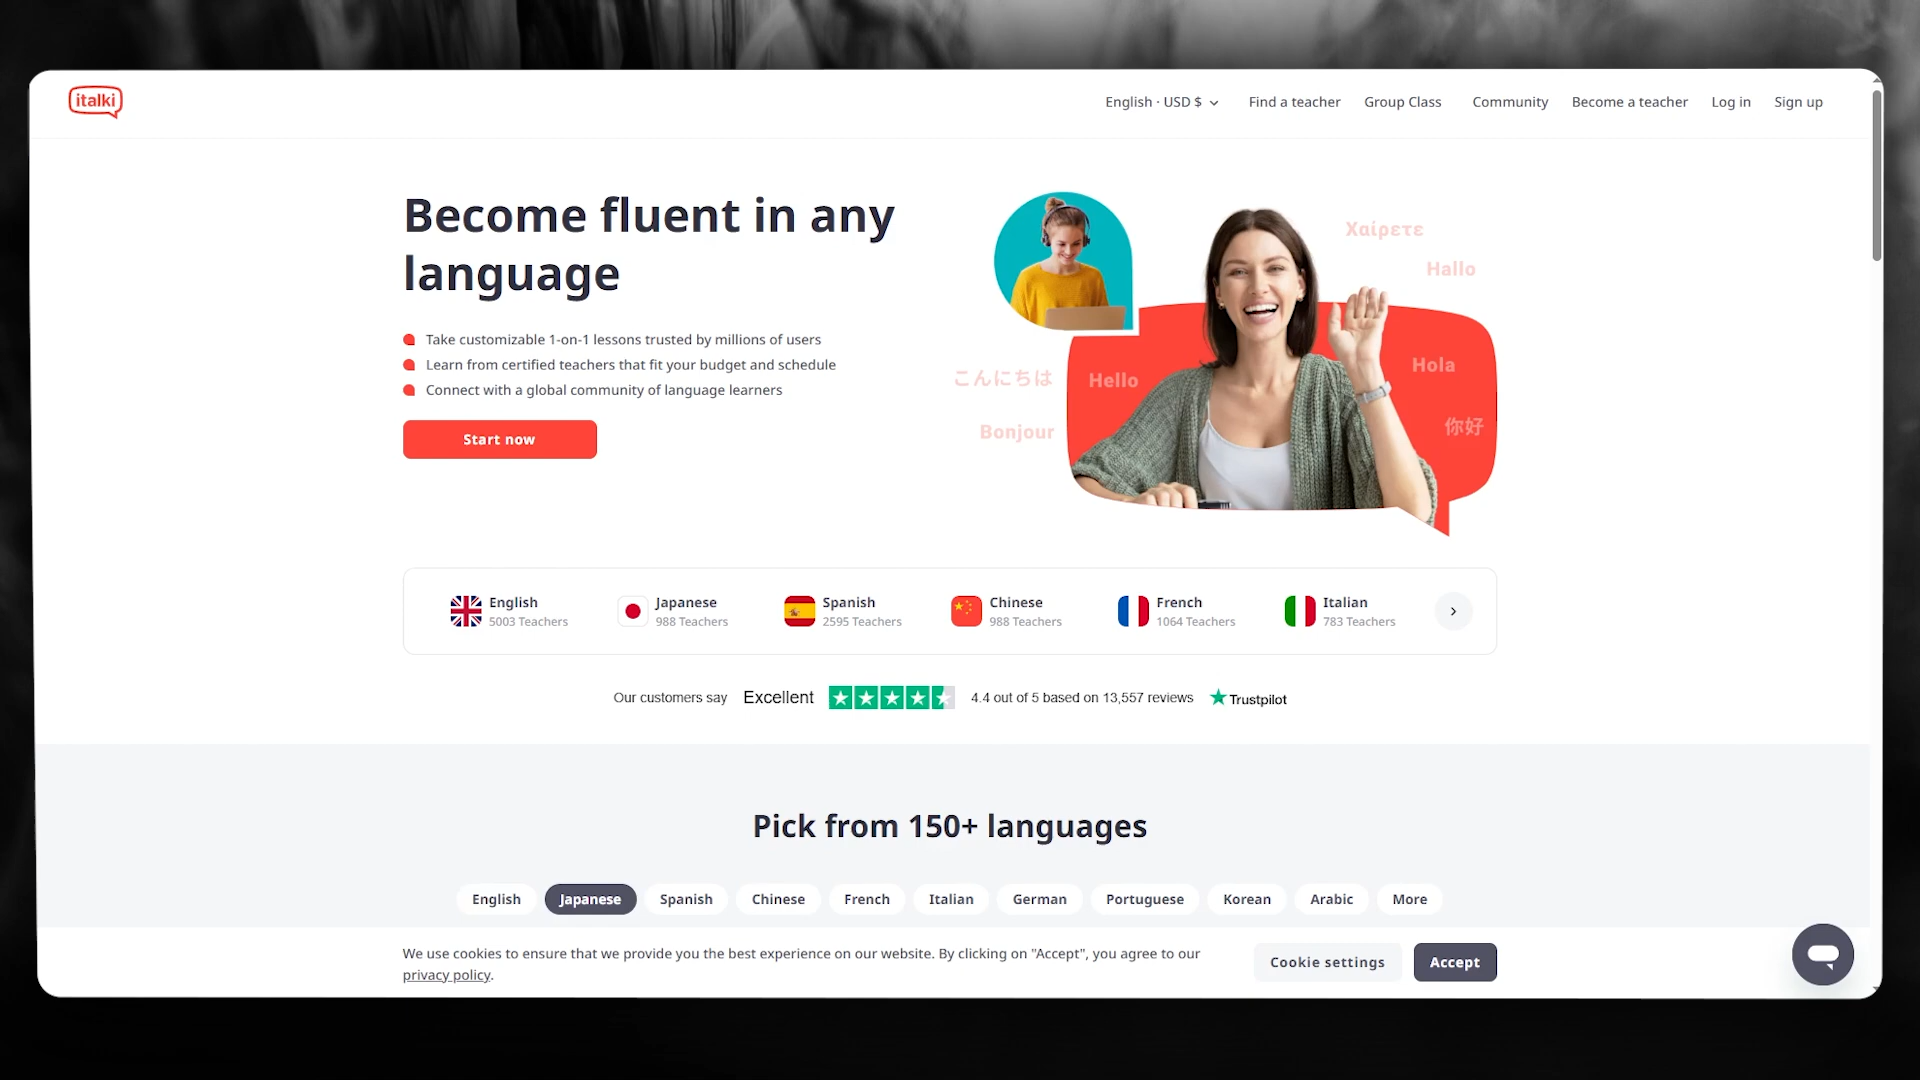 italki
English · USD $
Find a teacher
Group Class
Community
Become a teacher
Log in
Sign up
Become fluent in any
language
Take customizable 1-on-1 lessons trusted by millions of users
Learn from certified teachers that fit your budget and schedule
Connect with a global community of language learners
Start now
Χαίρετε
Hallo
こんにちは
Hello
Hola
Bonjour
你好
English
5003 Teachers
Japanese
988 Teachers
Spanish
2595 Teachers
Chinese
988 Teachers
French
1064 Teachers
Italian
783 Teachers
Our customers say Excellent 4.4 out of 5 based on 13,557 reviews Trustpilot
Pick from 150+ languages
English
Japanese
Spanish
Chinese
French
Italian
German
Portuguese
Korean
Arabic
More
We use cookies to ensure that we provide you the best experience on our website. By clicking on "Accept", you agree to our
privacy policy.
Cookie settings
Accept